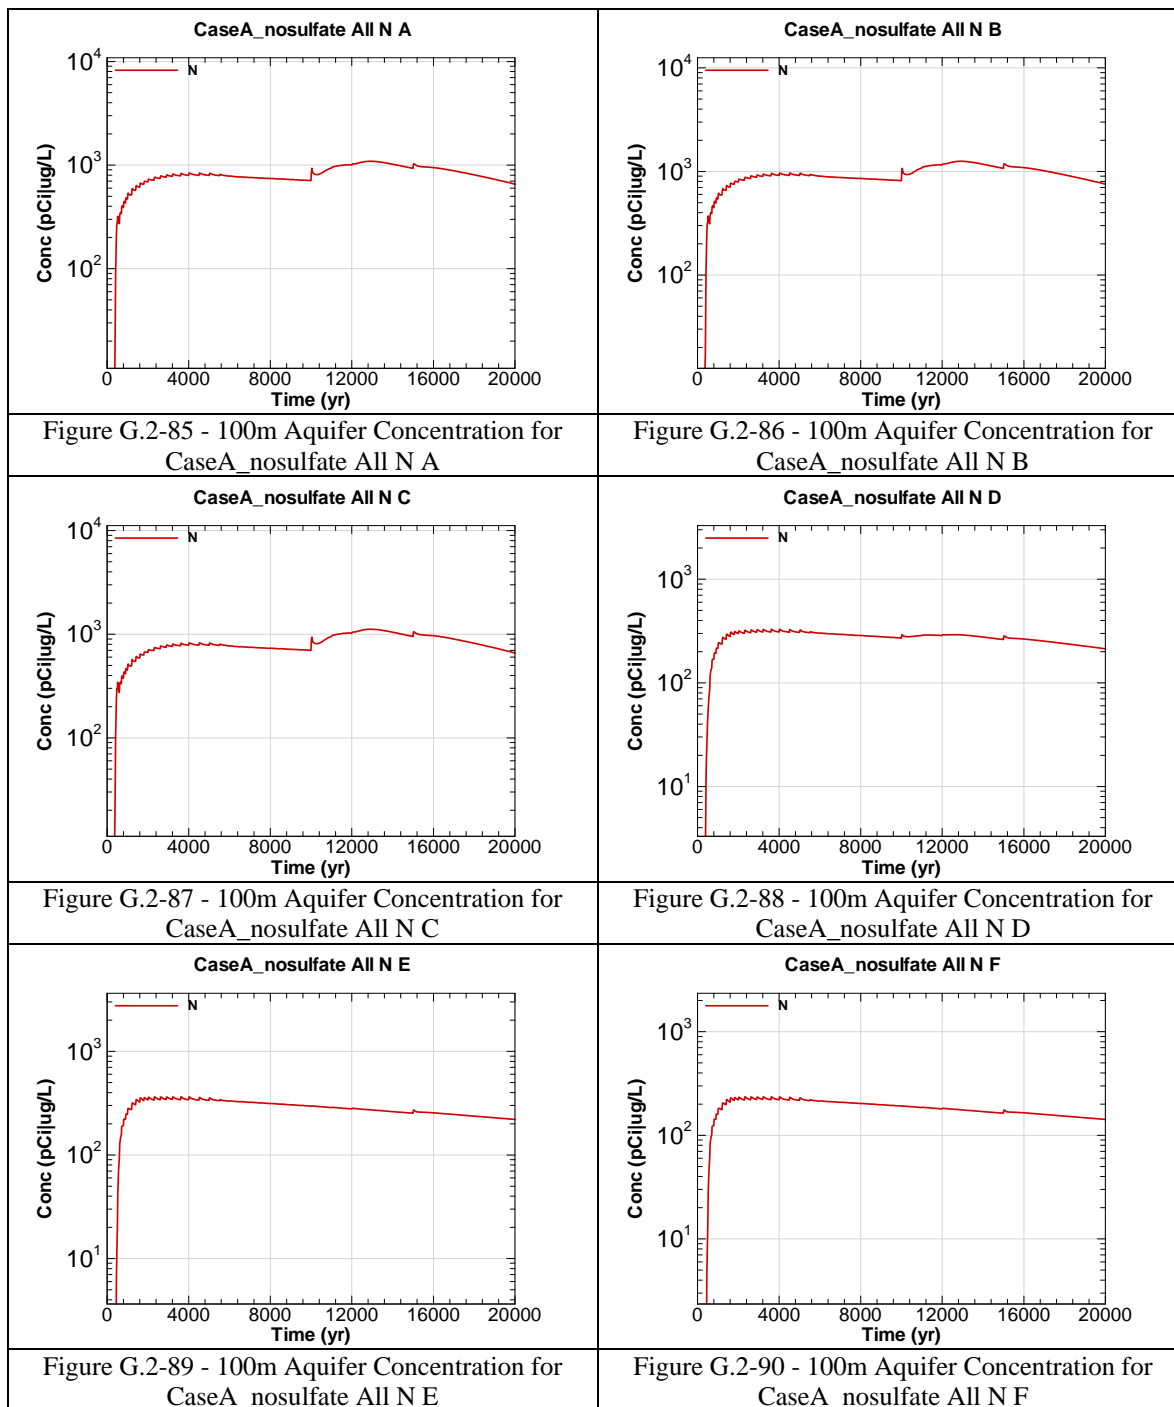 CaseA_nosulfate All N A
10^4
10^3
10^2
Conc (pCi|ug/L)
N
0 4000 8000 12000 16000 20000
Time (yr)
Figure G.2-85 - 100m Aquifer Concentration for
CaseA_nosulfate All N A
CaseA_nosulfate All N B
10^4
10^3
10^2
Conc (pCi|ug/L)
N
0 4000 8000 12000 16000 20000
Time (yr)
Figure G.2-86 - 100m Aquifer Concentration for
CaseA_nosulfate All N B
CaseA_nosulfate All N C
10^4
10^3
10^2
Conc (pCi|ug/L)
N
0 4000 8000 12000 16000 20000
Time (yr)
Figure G.2-87 - 100m Aquifer Concentration for
CaseA_nosulfate All N C
CaseA_nosulfate All N D
10^3
10^2
10^1
Conc (pCi|ug/L)
N
0 4000 8000 12000 16000 20000
Time (yr)
Figure G.2-88 - 100m Aquifer Concentration for
CaseA_nosulfate All N D
CaseA_nosulfate All N E
10^3
10^2
10^1
Conc (pCi|ug/L)
N
0 4000 8000 12000 16000 20000
Time (yr)
Figure G.2-89 - 100m Aquifer Concentration for
CaseA_nosulfate All N E
CaseA_nosulfate All N F
10^3
10^2
10^1
Conc (pCi|ug/L)
N
0 4000 8000 12000 16000 20000
Time (yr)
Figure G.2-90 - 100m Aquifer Concentration for
CaseA_nosulfate All N F